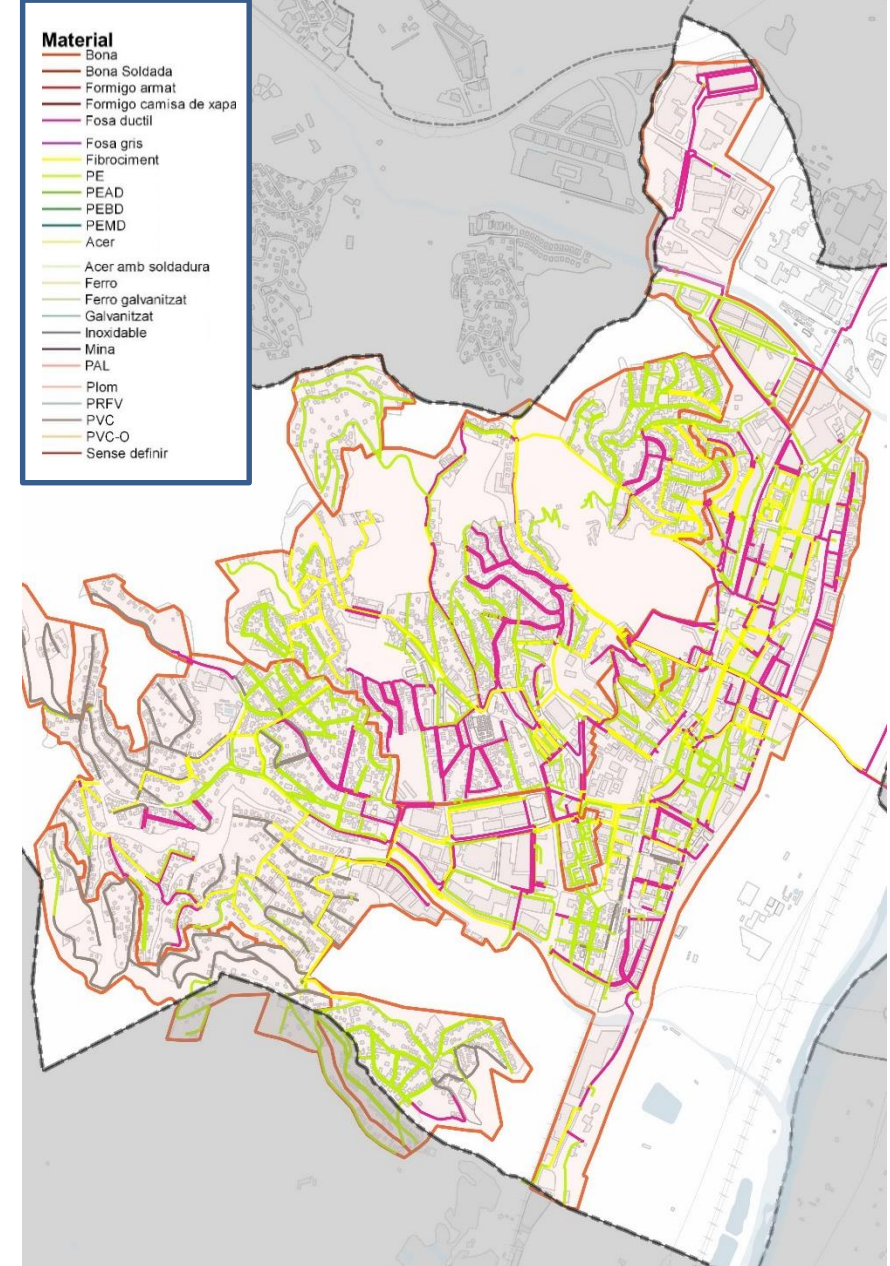 Material
Bona
Bona Soldada
Formigo armat
Formigo camisa de xapa
Fosa ductil
Fosa gris
Fibrociment
PE
PEAD
PEBD
PEMD
Acer
Acer amb soldadura
Ferro
Ferro galvanitzat
Galvanitzat
Inoxidable
Mina
PAL
Plom
PRFV
PVC
PVC-O
Sense definir